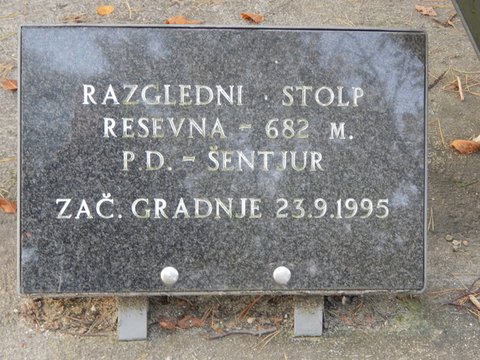 RAZGLEDNI STOLP
RESEVNA - 682 M.
P.D. - ŠENTJUR
ZAČ. GRADNJE 23.9.1995